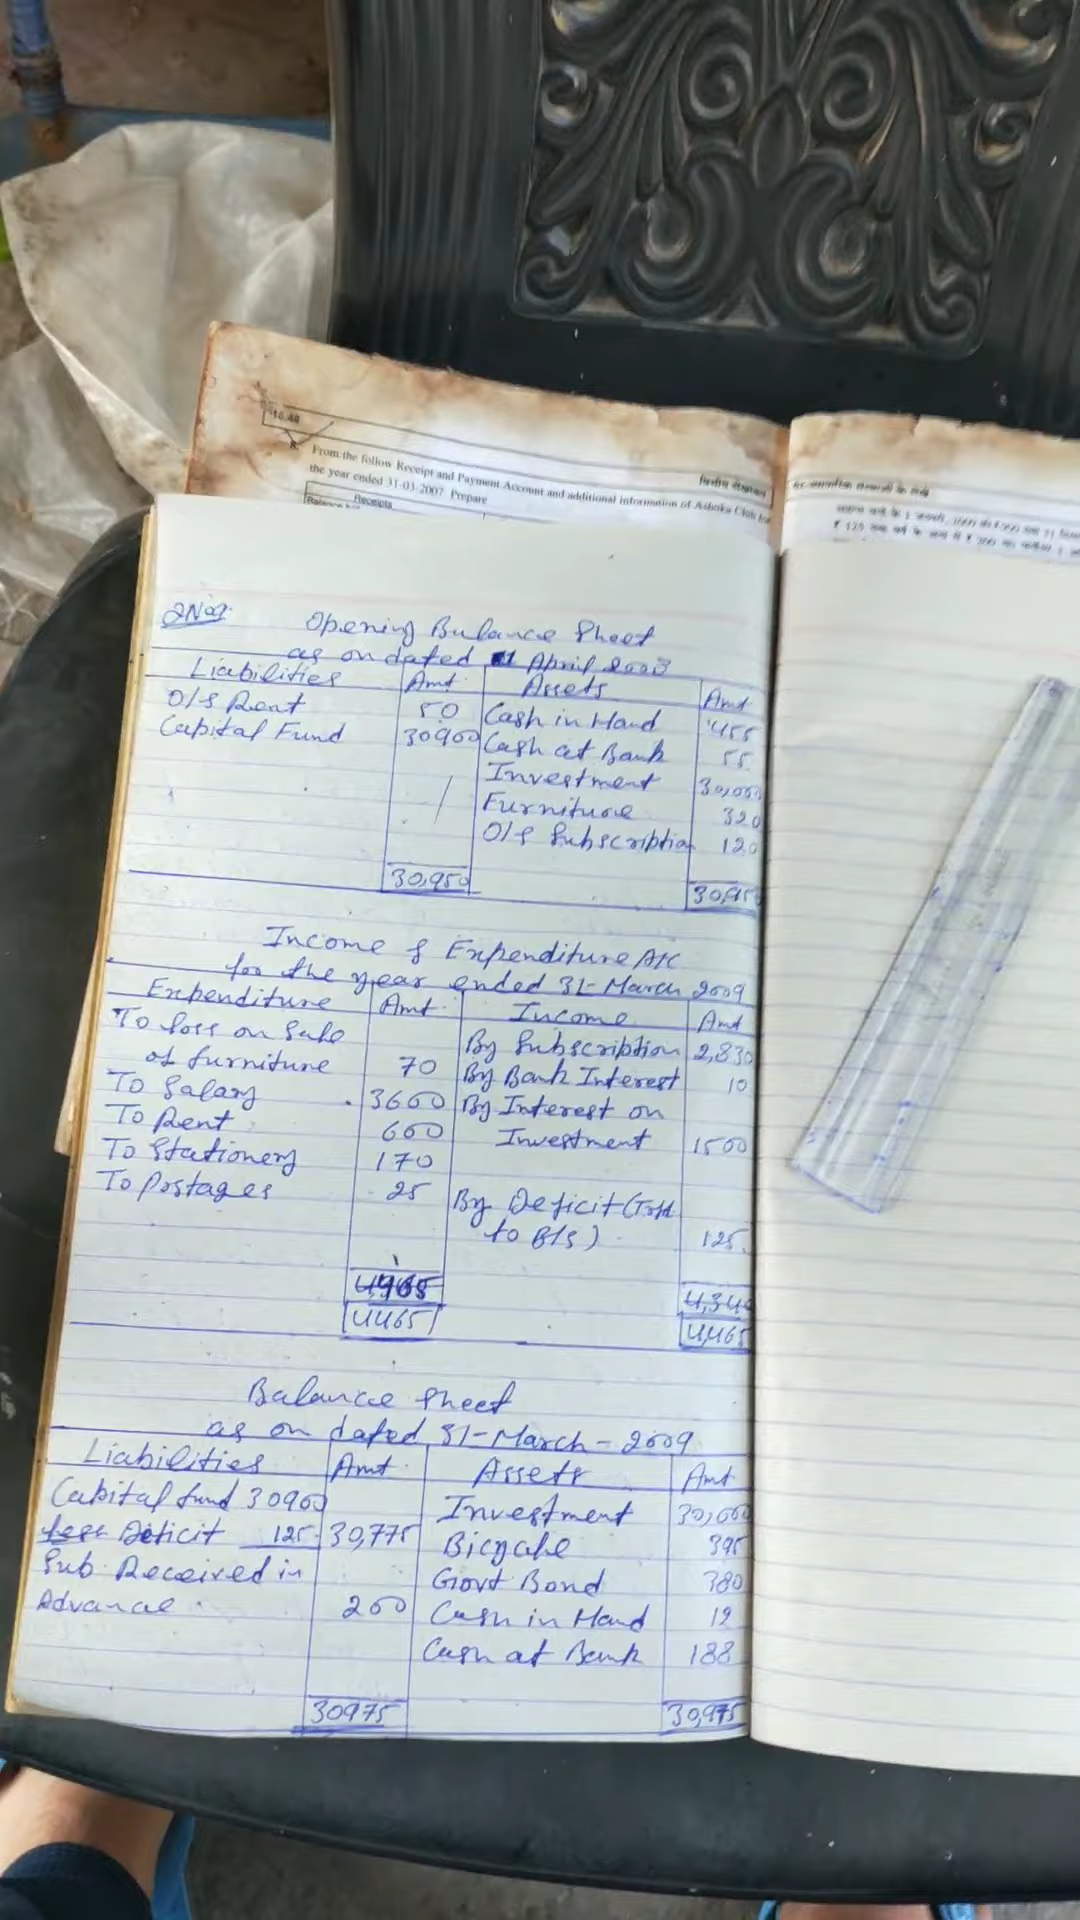 16.48
8. From the follow Receipt and Payment Account and additional information of Ashoka Club for
the year ended 31-03-2007 Prepare
Receipts
वित्तीय लेखांकन
QNo9.
Opening Balance Sheet
as on dated 1 April 2008
Liabilities Amt. Assets Amt
O/S Rent 50 Cash in Hand 455
Capital Fund 30900 Cash at Bank 55
Investment 30,000
Furniture 320
O/S Subscription 120
30,950 30,950
Income & Expenditure A/C
for the year ended 31-March 2009
Expenditure Amt. Income Amt
To loss on Sale By Subscription 2,830
of furniture 70 By Bank Interest 10
To Salary 3600 By Interest on
To Rent 600 Investment 1500
To Stationery 170
To Postages 25 By Deficit (Tsfd.
to B/S) 125
4,340
4465 4,465
Balance Sheet
as on dated 31-March-2009
Liabilities Amt. Assets Amt
Capital fund 30900 Investment 30,000
Less Deficit 125 30,775 Bicycle 395
Sub. Received in Govt Bond 380
Advance 200 Cash in Hand 12
Cash at Bank 188
30975 30,975